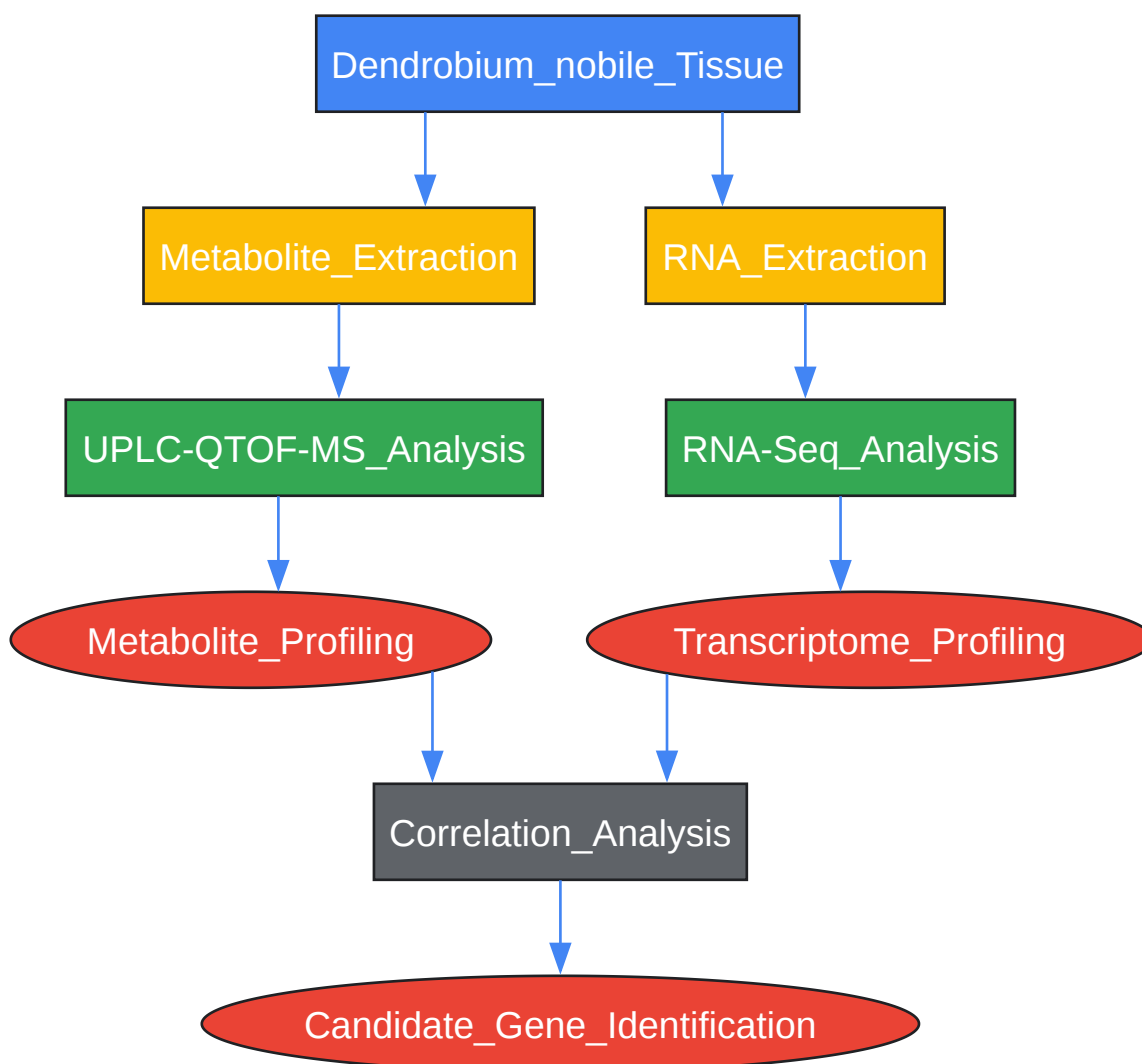 Dendrobium_nobile_Tissue
Metabolite_Extraction
RNA_Extraction
UPLC-QTOF-MS_Analysis
RNA-Seq_Analysis
Metabolite_Profiling
Transcriptome_Profiling
Correlation_Analysis
Candidate_Gene_Identification